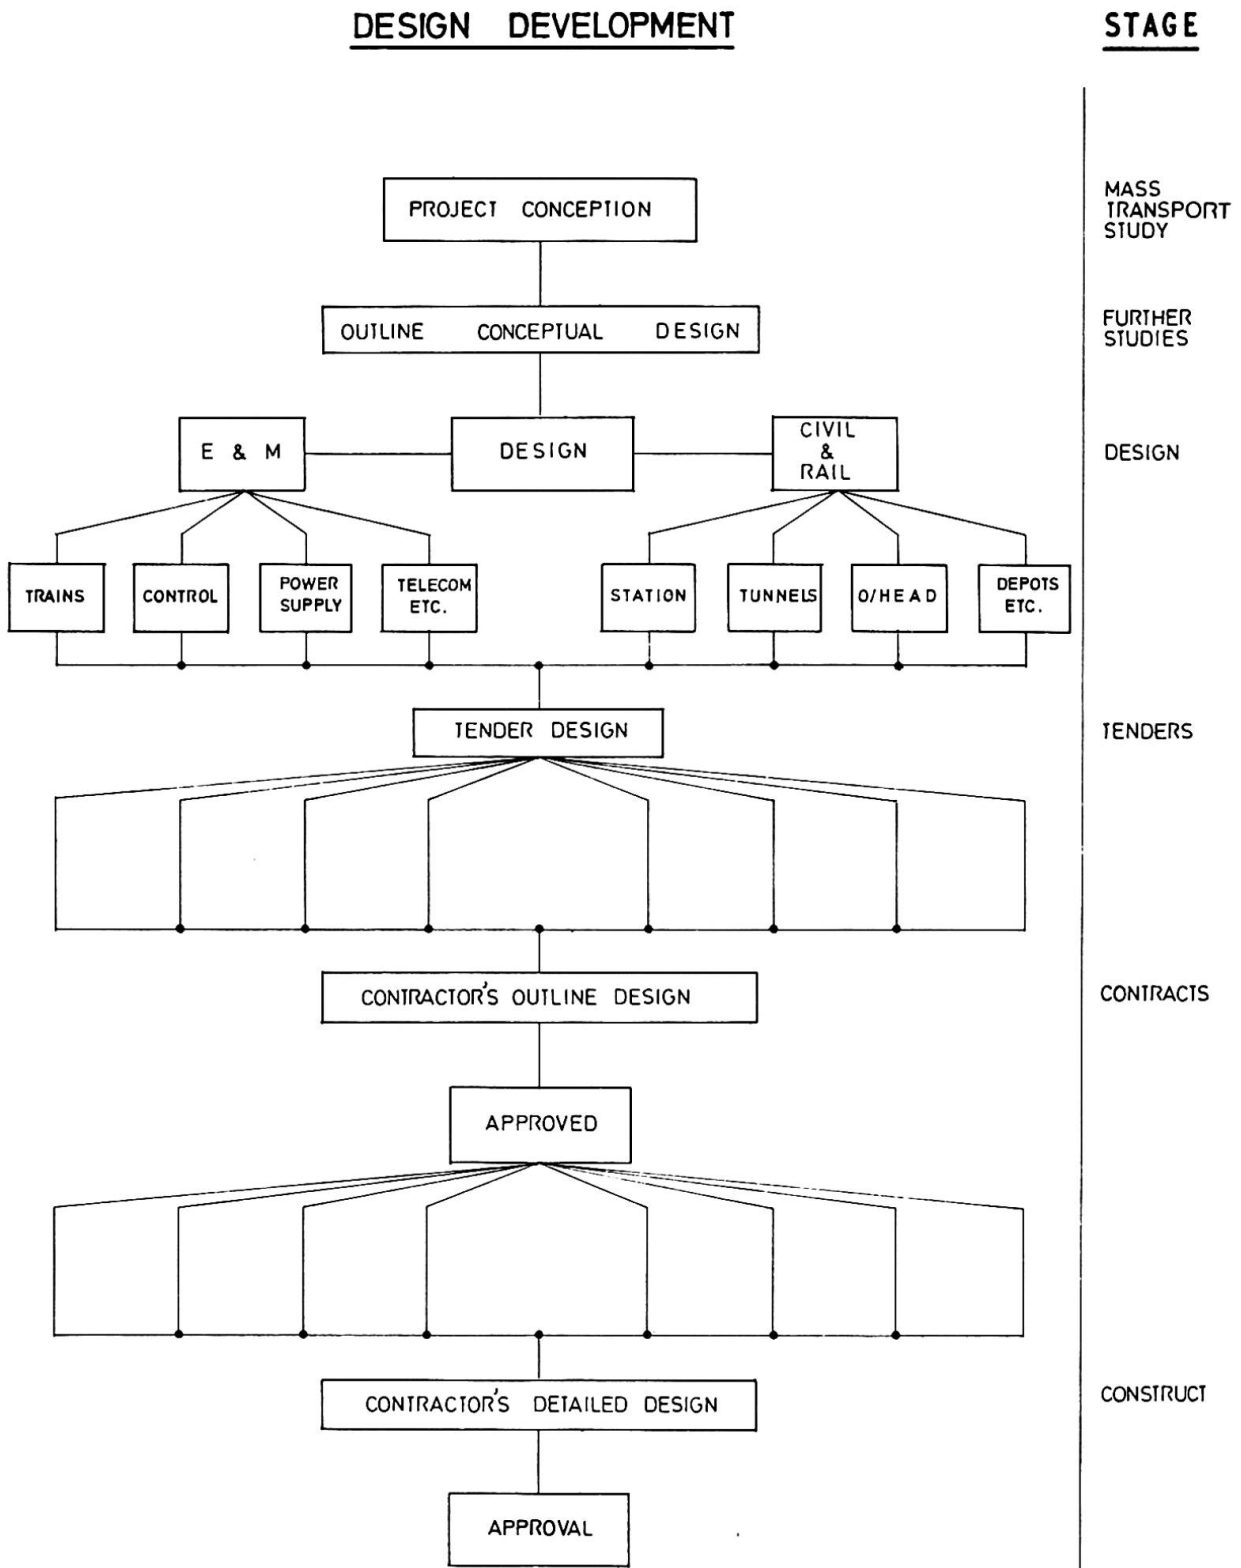 DESIGN DEVELOPMENT
STAGE
PROJECT CONCEPTION
MASS
TRANSPORT
STUDY
OUTLINE CONCEPTUAL DESIGN
FURTHER
STUDIES
E & M
DESIGN
CIVIL
&
RAIL
DESIGN
TRAINS
CONTROL
POWER
SUPPLY
TELECOM
ETC.
STATION
TUNNELS
O/HEAD
DEPOTS
ETC.
TENDER DESIGN
TENDERS
CONTRACTOR'S OUTLINE DESIGN
CONTRACTS
APPROVED
CONTRACTOR'S DETAILED DESIGN
CONSTRUCT
APPROVAL